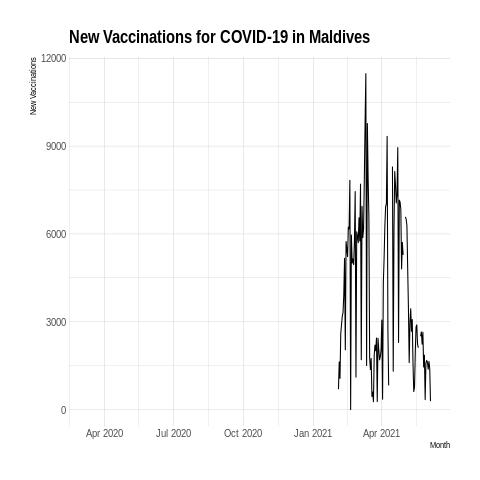 New Vaccinations for COVID-19 in Maldives
New Vaccinations
12000
9000
6000
3000
0
Apr 2020 Jul 2020 Oct 2020 Jan 2021 Apr 2021
Month